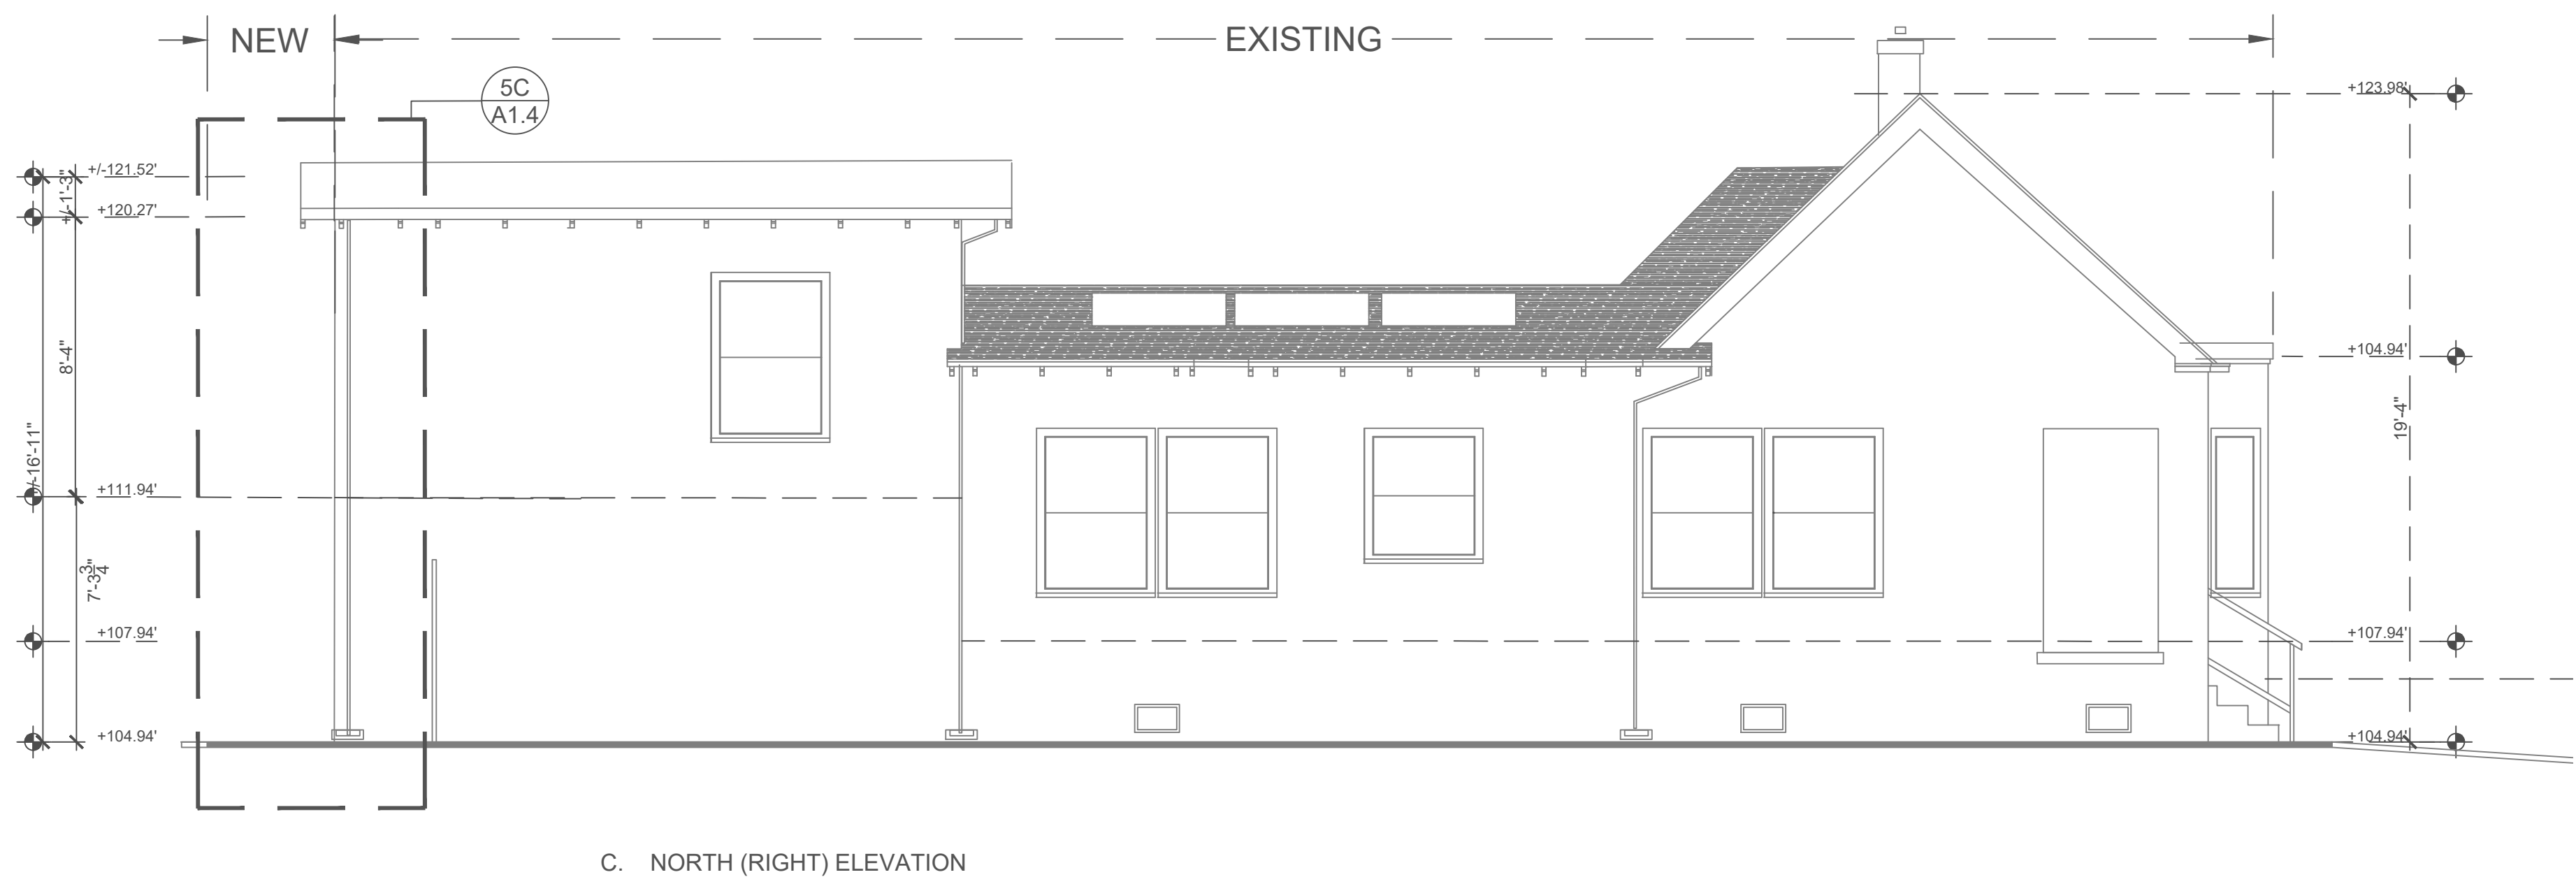 NEW
EXISTING
5C
A1.4
+123.98'
+/-121.52'
+/-1'-3"
+120.27'
8'-4"
+104.94'
19'-4"
+/-16'-11"
+111.94'
7'-3 3/4"
+107.94'
+107.94'
+104.94'
+104.94'
C. NORTH (RIGHT) ELEVATION